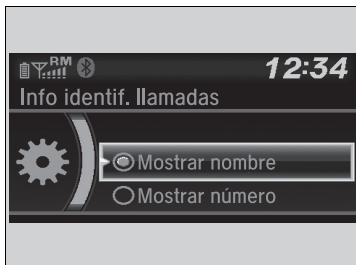 RM 12:34
Info identif. llamadas
Mostrar nombre
Mostrar número